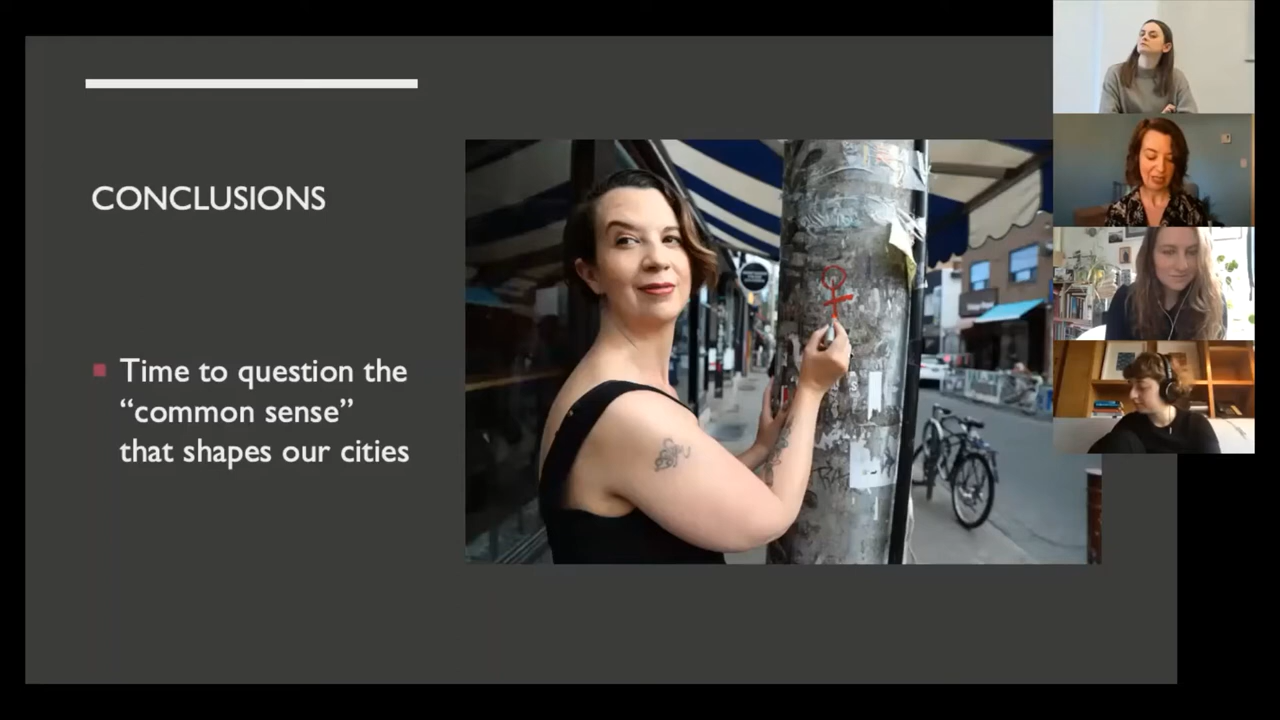 CONCLUSIONS
Time to question the
“common sense”
that shapes our cities